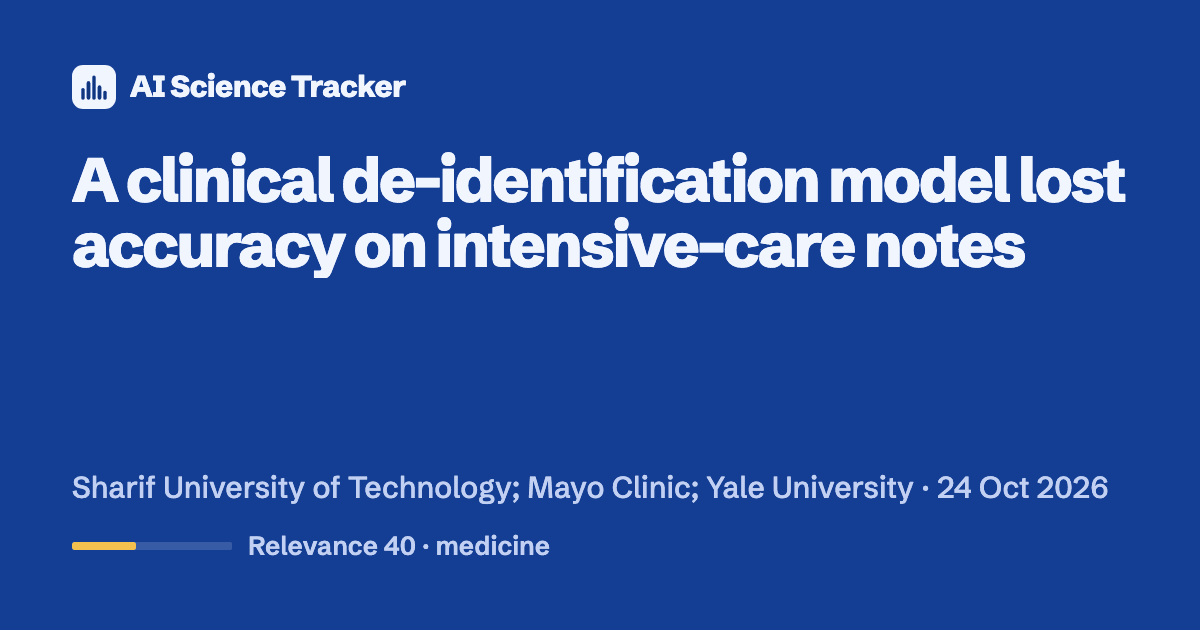 AI Science Tracker
A clinical de-identification model lost
accuracy on intensive-care notes
Sharif University of Technology; Mayo Clinic; Yale University · 24 Oct 2026
Relevance 40 · medicine